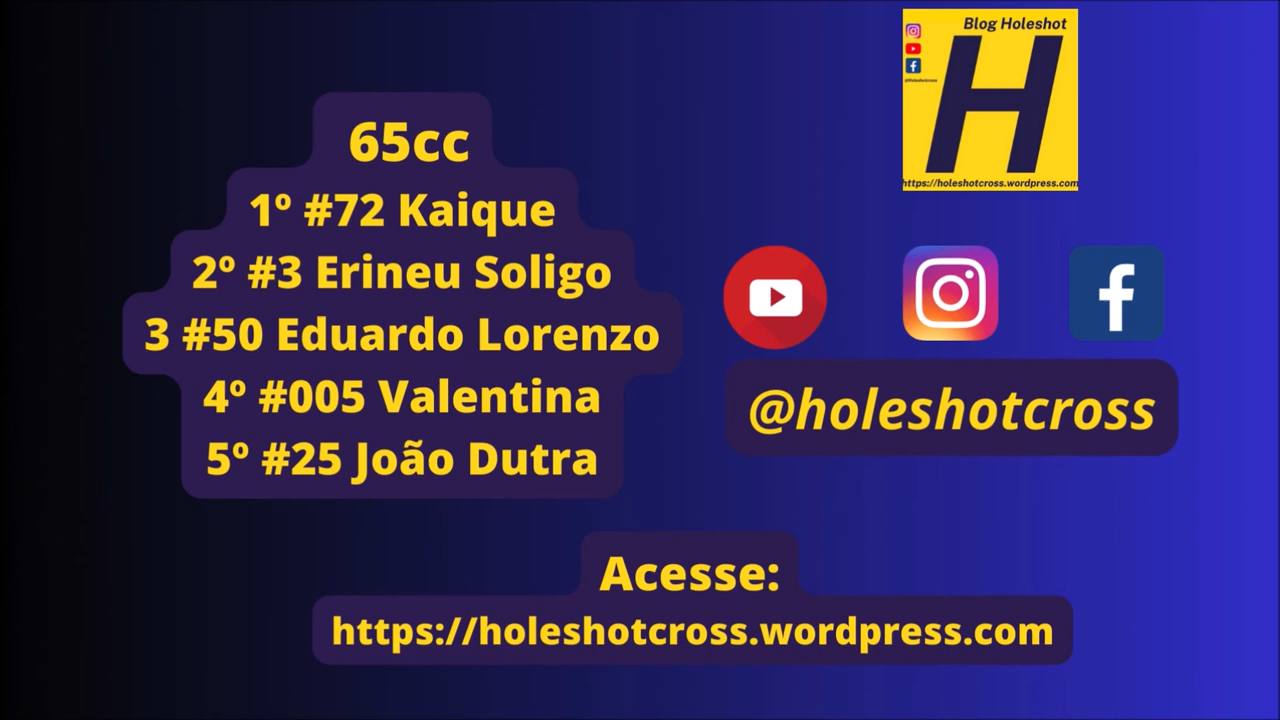 65cc
1º #72 Kaique
2º #3 Erineu Soligo
3 #50 Eduardo Lorenzo
4º #005 Valentina
5º #25 João Dutra
Blog Holeshot
@holeshotcross
H
https://holeshotcross.wordpress.com
@holeshotcross
Acesse:
https://holeshotcross.wordpress.com